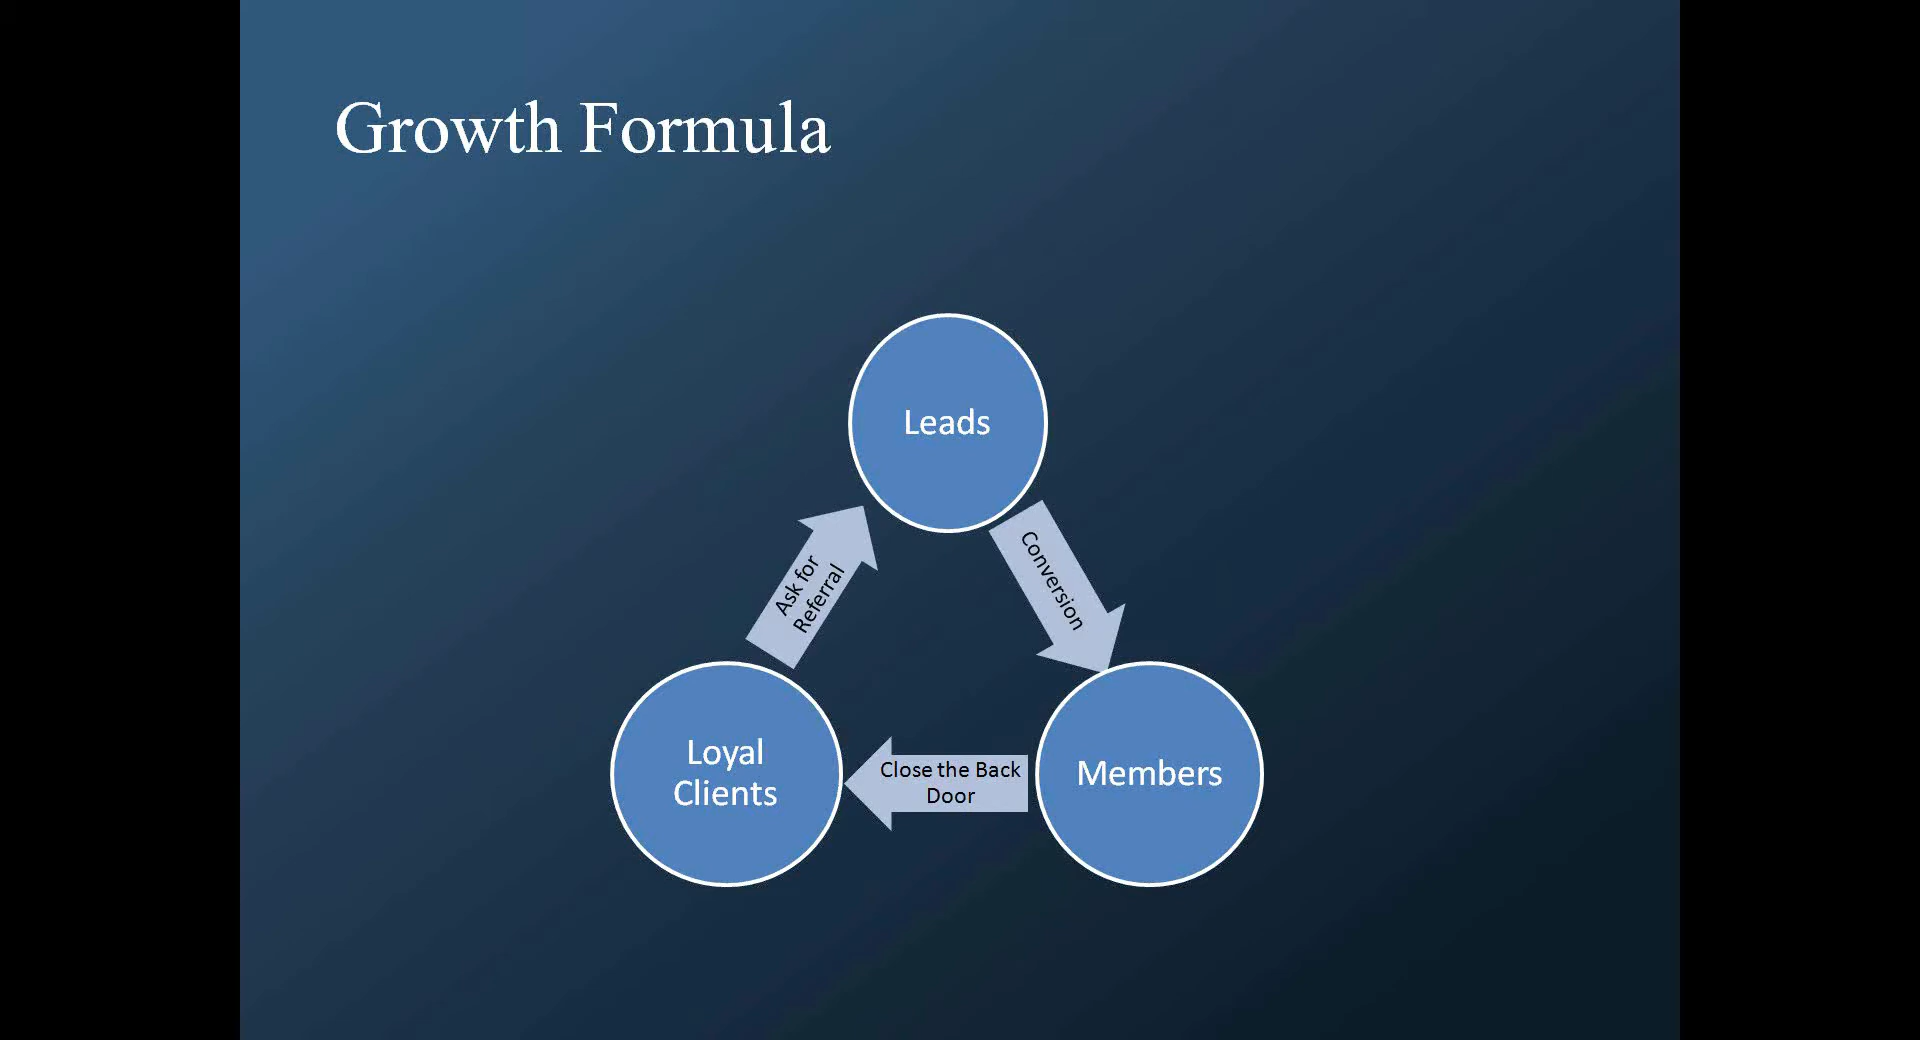 Growth Formula
Leads
Conversion
Members
Close the Back
Door
Loyal
Clients
Ask for
Referral